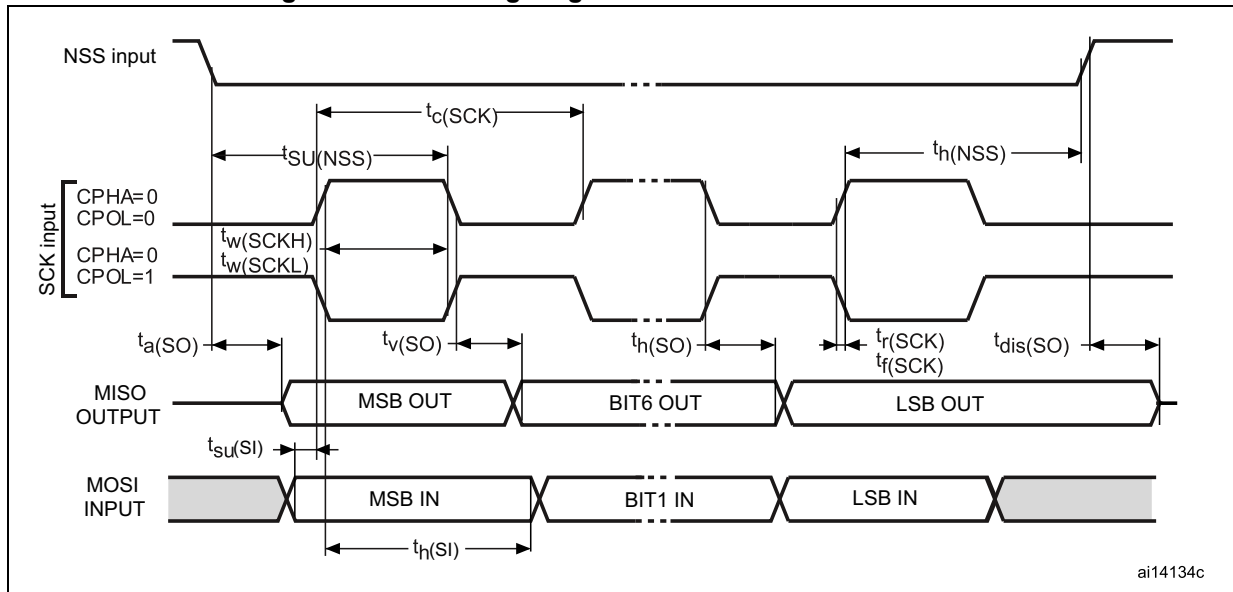 NSS input
tc(SCK)
tSU(NSS)
th(NSS)
SCK input
CPHA=0
CPOL=0
CPHA=0
CPOL=1
tw(SCKH)
tw(SCKL)
ta(SO)
tv(SO)
th(SO)
tr(SCK)
tf(SCK)
tdis(SO)
MISO
OUTPUT
MSB OUT
BIT6 OUT
LSB OUT
tsu(SI)
MOSI
INPUT
MSB IN
BIT1 IN
LSB IN
th(SI)
ai14134c